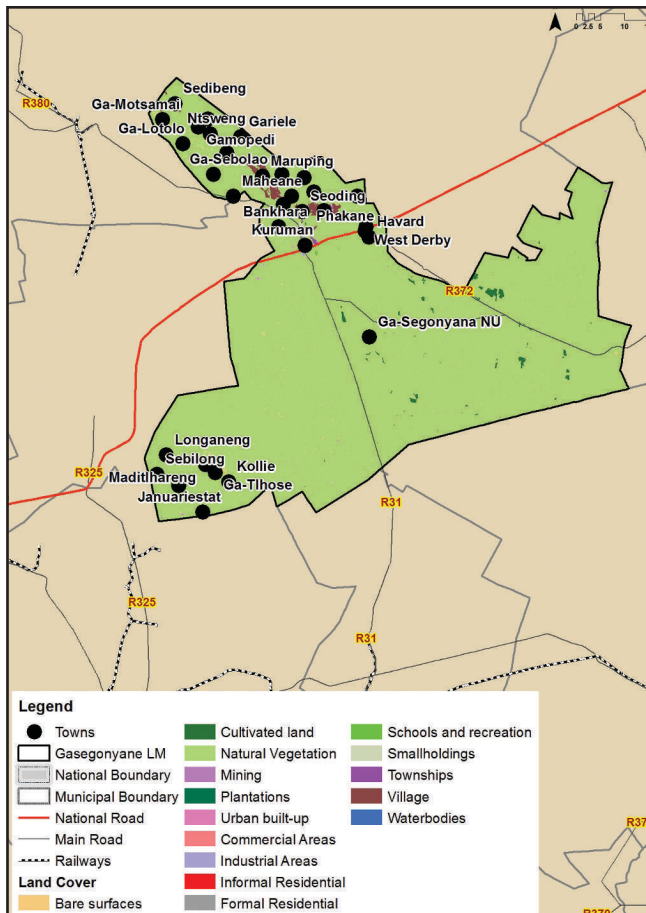 0 2.5 5 10
Sedibeng
R380
Ga-Motsamai
Ntsweng
Gariele
Ga-Lotolo
Gamopedi
Ga-Sebolao
Maruping
Maheane
Seoding
Bankhara
Phakane
Havard
Kuruman
West Derby
R372
Ga-Segonyana NU
Longaneng
Sebilong
Kollie
R325
Maditlhareng
Ga-Tlhose
Januariestat
R31
R325
R31
Legend
Towns
Gasegonyane LM
National Boundary
Municipal Boundary
National Road
Main Road
Railways
Land Cover
Bare surfaces
Cultivated land
Natural Vegetation
Mining
Plantations
Urban built-up
Commercial Areas
Industrial Areas
Informal Residential
Formal Residential
Schools and recreation
Smallholdings
Townships
Village
Waterbodies